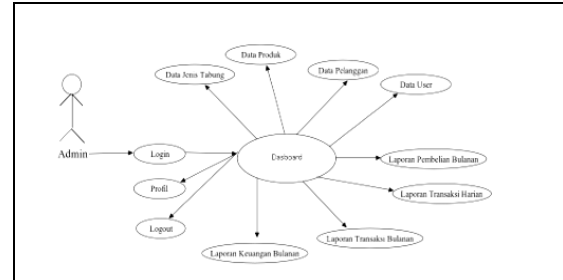 Data Produk
Data Jenis Tabung
Data Pelanggan
Data User
Admin
Login
Dasboard
Laporan Pembelian Bulanan
Profil
Laporan Transaksi Harian
Logout
Laporan Transaksi Bulanan
Laporan Keuangan Bulanan